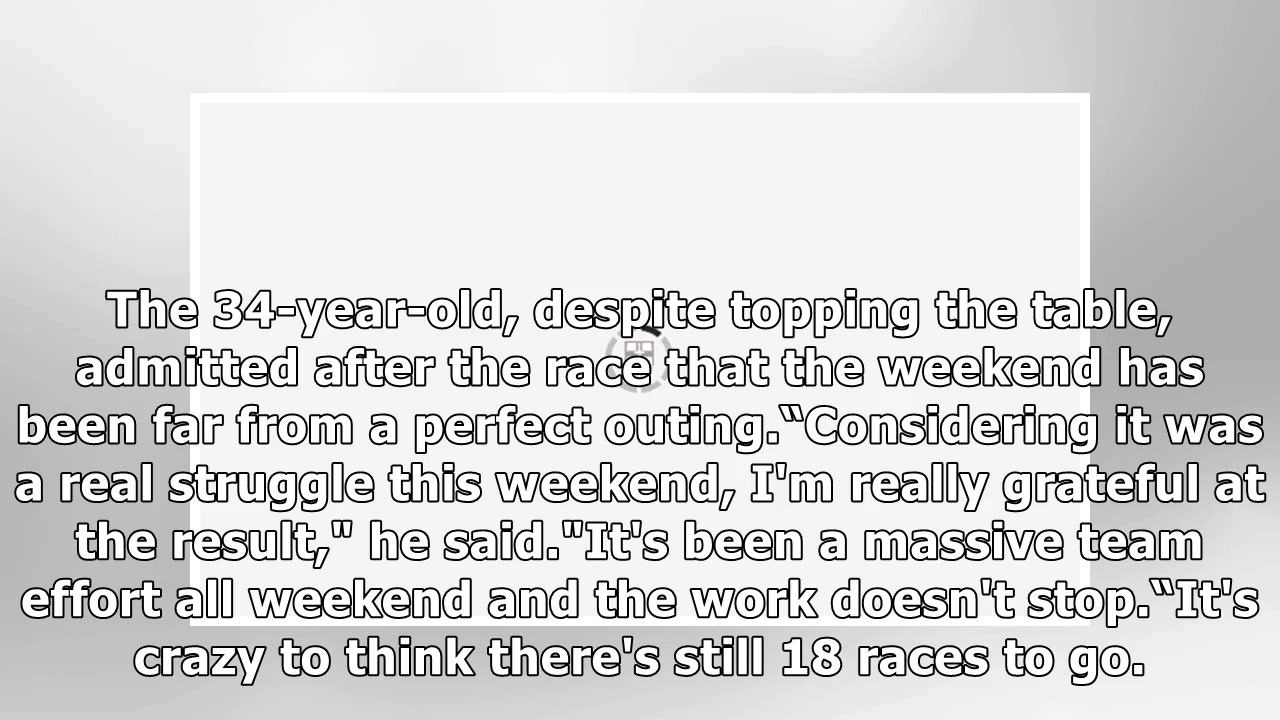 The 34-year-old, despite topping the table,
admitted after the race that the weekend has
been far from a perfect outing.“Considering it was
a real struggle this weekend, I'm really grateful at
the result," he said."It's been a massive team
effort all weekend and the work doesn't stop.“It's
crazy to think there's still 18 races to go.